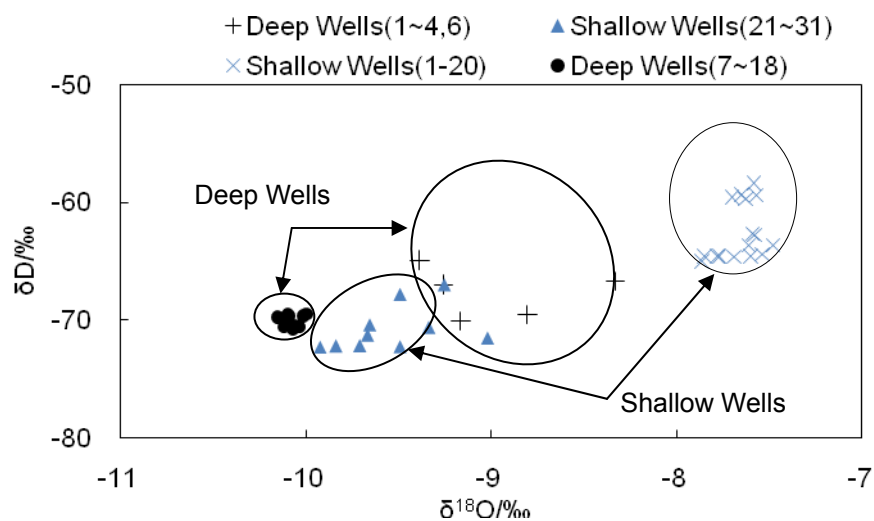 Deep Wells(1~4,6) Shallow Wells(21~31)
Shallow Wells(1-20) Deep Wells(7~18)
-50
Deep Wells
-60
δD/‰
-70
Shallow Wells
-80
-11 -10 -9 -8 -7
δ¹⁸O/‰